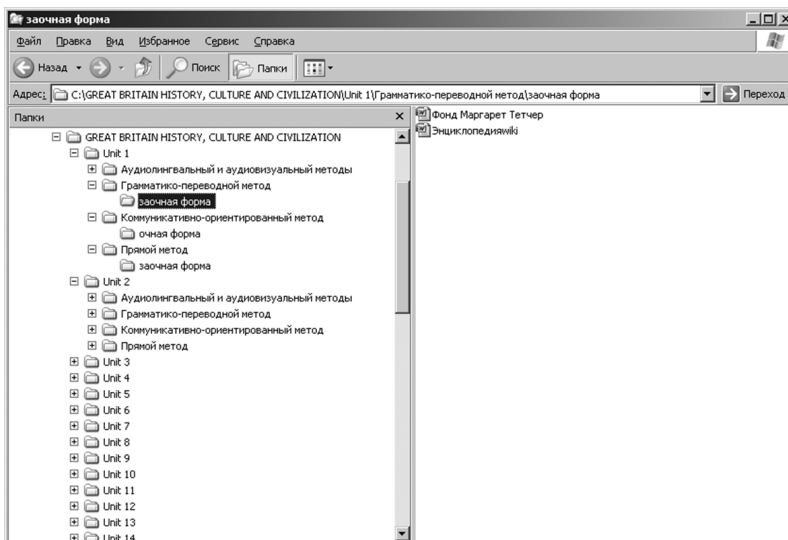 заочная форма
Файл Правка Вид Избранное Сервис Справка
Назад Поиск Папки
Адрес: C:\GREAT BRITAIN HISTORY, CULTURE AND CIVILIZATION\Unit 1\Грамматико-переводной метод\заочная форма Переход
Папки
GREAT BRITAIN HISTORY, CULTURE AND CIVILIZATION
Unit 1
Аудиолингвальный и аудиовизуальный методы
Грамматико-переводной метод
заочная форма
Коммуникативно-ориентированный метод
очная форма
Прямой метод
заочная форма
Unit 2
Аудиолингвальный и аудиовизуальный методы
Грамматико-переводной метод
Коммуникативно-ориентированный метод
Прямой метод
Unit 3
Unit 4
Unit 5
Unit 6
Unit 7
Unit 8
Unit 9
Unit 10
Unit 11
Unit 12
Unit 13
Unit 14
Фонд Маргарет Тетчер
Энциклопедияwiki